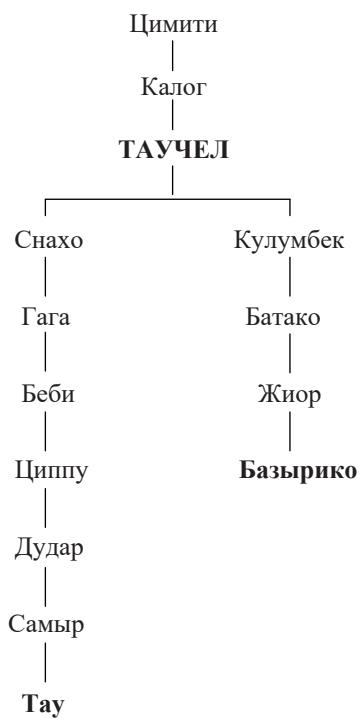 Цимити
Калог
ТАУЧЕЛ
Снахо Кулумбек
Гага Батако
Беби Жиор
Циппу Базырико
Дудар
Самыр
Тау